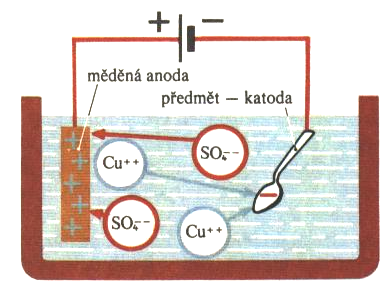 + −
měděná anoda
předmět — katoda
SO₄−−
Cu++
SO₄−−
Cu++